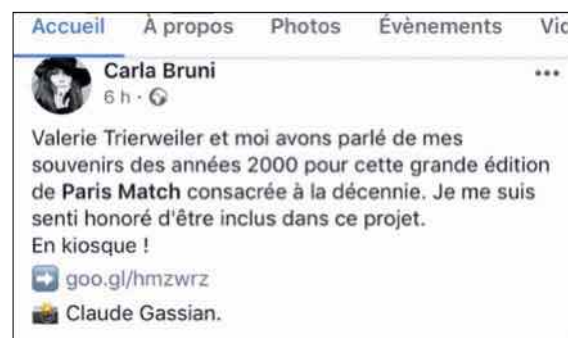 Accueil À propos Photos Évènements Vid
Carla Bruni
6 h ·
Valerie Trierweiler et moi avons parlé de mes
souvenirs des années 2000 pour cette grande édition
de Paris Match consacrée à la décennie. Je me suis
senti honoré d'être inclus dans ce projet.
En kiosque !
➡️ goo.gl/hmzwrz
📸 Claude Gassian.